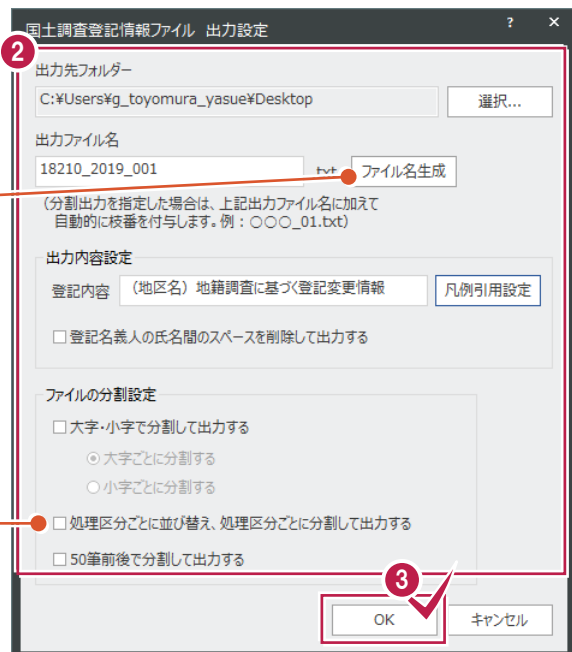 国土調査登記情報ファイル 出力設定 ? ×
2
出力先フォルダー
C:¥Users¥g_toyomura_yasue¥Desktop 選択...
出力ファイル名
18210_2019_001 .txt ファイル名生成
(分割出力を指定した場合は、上記出力ファイル名に加えて
自動的に枝番を付与します。例：○○○_01.txt)
出力内容設定
登記内容 (地区名) 地籍調査に基づく登記変更情報 凡例引用設定
登記名義人の氏名間のスペースを削除して出力する
ファイルの分割設定
大字・小字で分割して出力する
大字ごとに分割する
小字ごとに分割する
処理区分ごとに並び替え、処理区分ごとに分割して出力する
50筆前後で分割して出力する
3
OK キャンセル